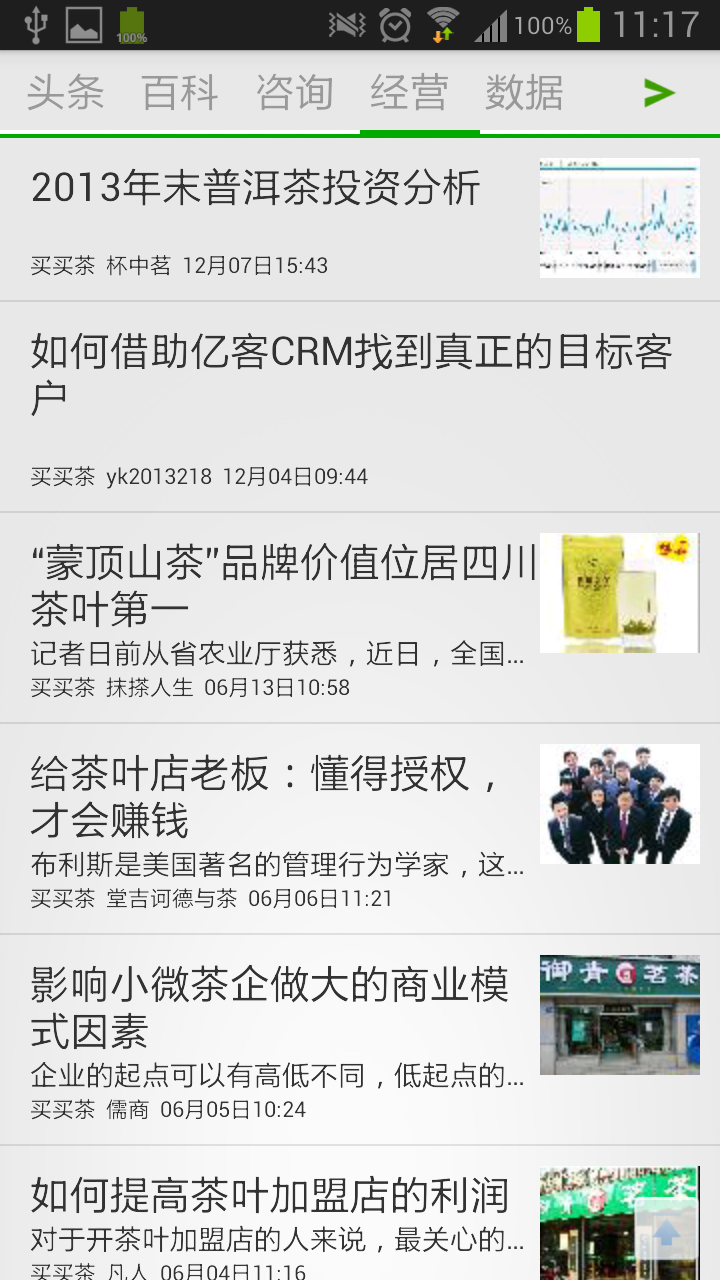 100%
100%
11:17
头条 百科 咨询 经营 数据
2013年末普洱茶投资分析
买买茶 杯中茗 12月07日15:43
如何借助亿客CRM找到真正的目标客
户
买买茶 yk2013218 12月04日09:44
“蒙顶山茶”品牌价值位居四川
茶叶第一
记者日前从省农业厅获悉，近日，全国...
买买茶 抹搽人生 06月13日10:58
给茶叶店老板：懂得授权，
才会赚钱
布利斯是美国著名的管理行为学家，这...
买买茶 堂吉诃德与茶 06月06日11:21
影响小微茶企做大的商业模
式因素
御青茗茶
企业的起点可以有高低不同，低起点的...
买买茶 儒商 06月05日10:24
如何提高茶叶加盟店的利润
青茗茶
对于开茶叶加盟店的人来说，最关心的...
买买茶 凡人 06月04日11:16